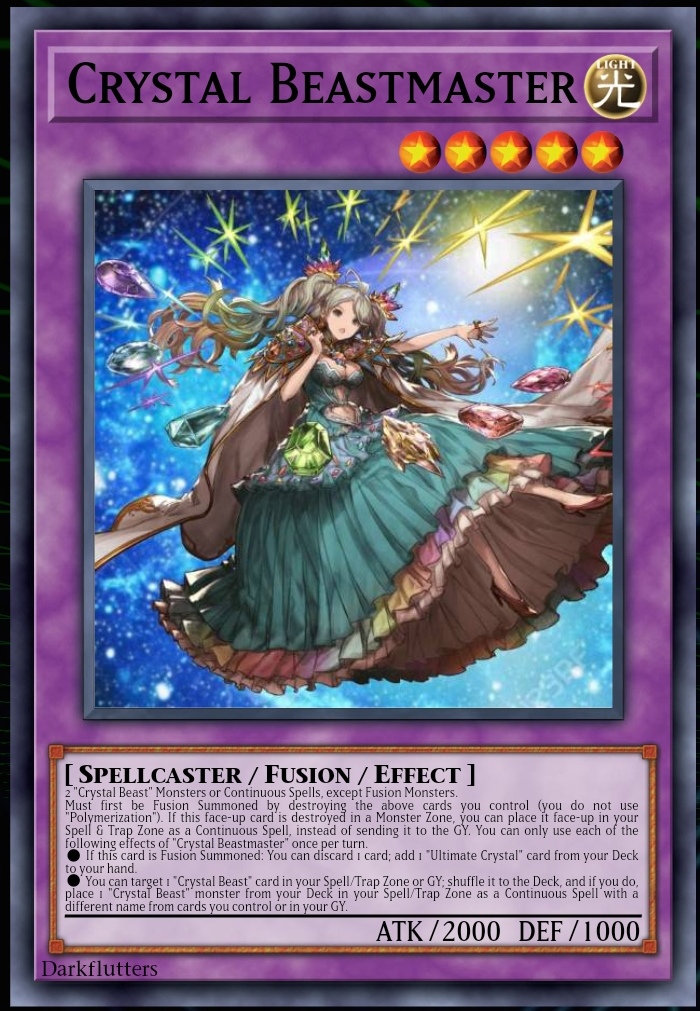 CRYSTAL BEASTMASTER
LIGHT
光
[ SPELLCASTER / FUSION / EFFECT ]
2 "Crystal Beast" Monsters or Continuous Spells, except Fusion Monsters.
Must first be Fusion Summoned by destroying the above cards you control (you do not use
"Polymerization"). If this face-up card is destroyed in a Monster Zone, you can place it face-up in your
Spell & Trap Zone as a Continuous Spell, instead of sending it to the GY. You can only use each of the
following effects of "Crystal Beastmaster" once per turn.
● If this card is Fusion Summoned: You can discard 1 card; add 1 "Ultimate Crystal" card from your Deck
to your hand.
● You can target 1 "Crystal Beast" card in your Spell/Trap Zone or GY; shuffle it to the Deck, and if you do,
place 1 "Crystal Beast" monster from your Deck in your Spell/Trap Zone as a Continuous Spell with a
different name from cards you control or in your GY.
ATK/2000 DEF/1000
Darkflutters